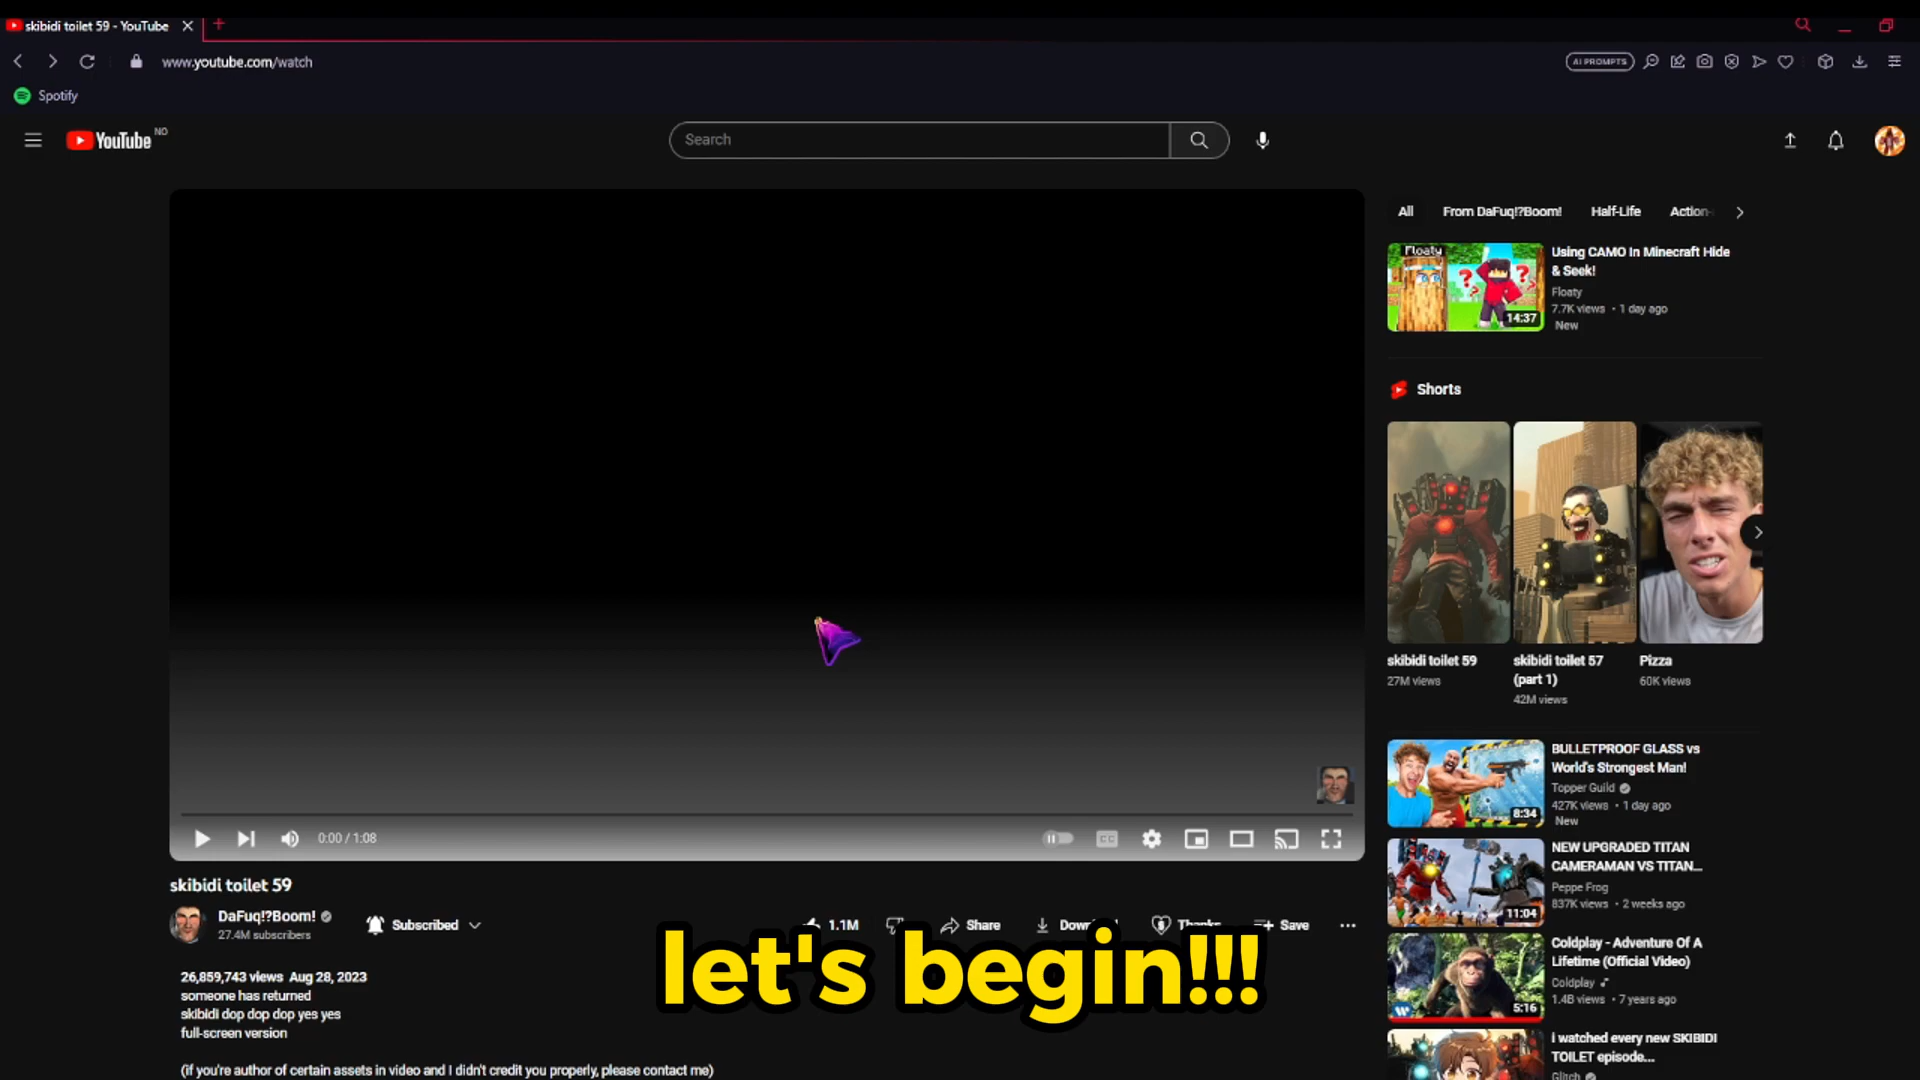 skibidi toilet 59 - YouTube
www.youtube.com/watch
AI PROMPTS
Spotify
YouTube NO
Search
All
From DaFuq!?Boom!
Half-Life
Action-
Floaty
14:37
Using CAMO In Minecraft Hide
& Seek!
Floaty
7.7K views • 1 day ago
New
Shorts
skibidi toilet 59
27M views
skibidi toilet 57
(part 1)
42M views
Pizza
60K views
8:34
BULLETPROOF GLASS vs
World's Strongest Man!
Topper Guild
427K views • 1 day ago
New
11:04
NEW UPGRADED TITAN
CAMERAMAN VS TITAN...
Peppe Frog
837K views • 2 weeks ago
5:16
Coldplay - Adventure Of A
Lifetime (Official Video)
Coldplay
1.4B views • 7 years ago
I watched every new SKIBIDI
TOILET episode...
Glitch
0:00 / 1:08
CC
skibidi toilet 59
DaFuq!?Boom!
27.4M subscribers
Subscribed
1.1M
Share
Thanks
Save
let's begin!!!
26,859,743 views Aug 28, 2023
someone has returned
skibidi dop dop dop yes yes
full-screen version
(if you're author of certain assets in video and I didn't credit you properly, please contact me)